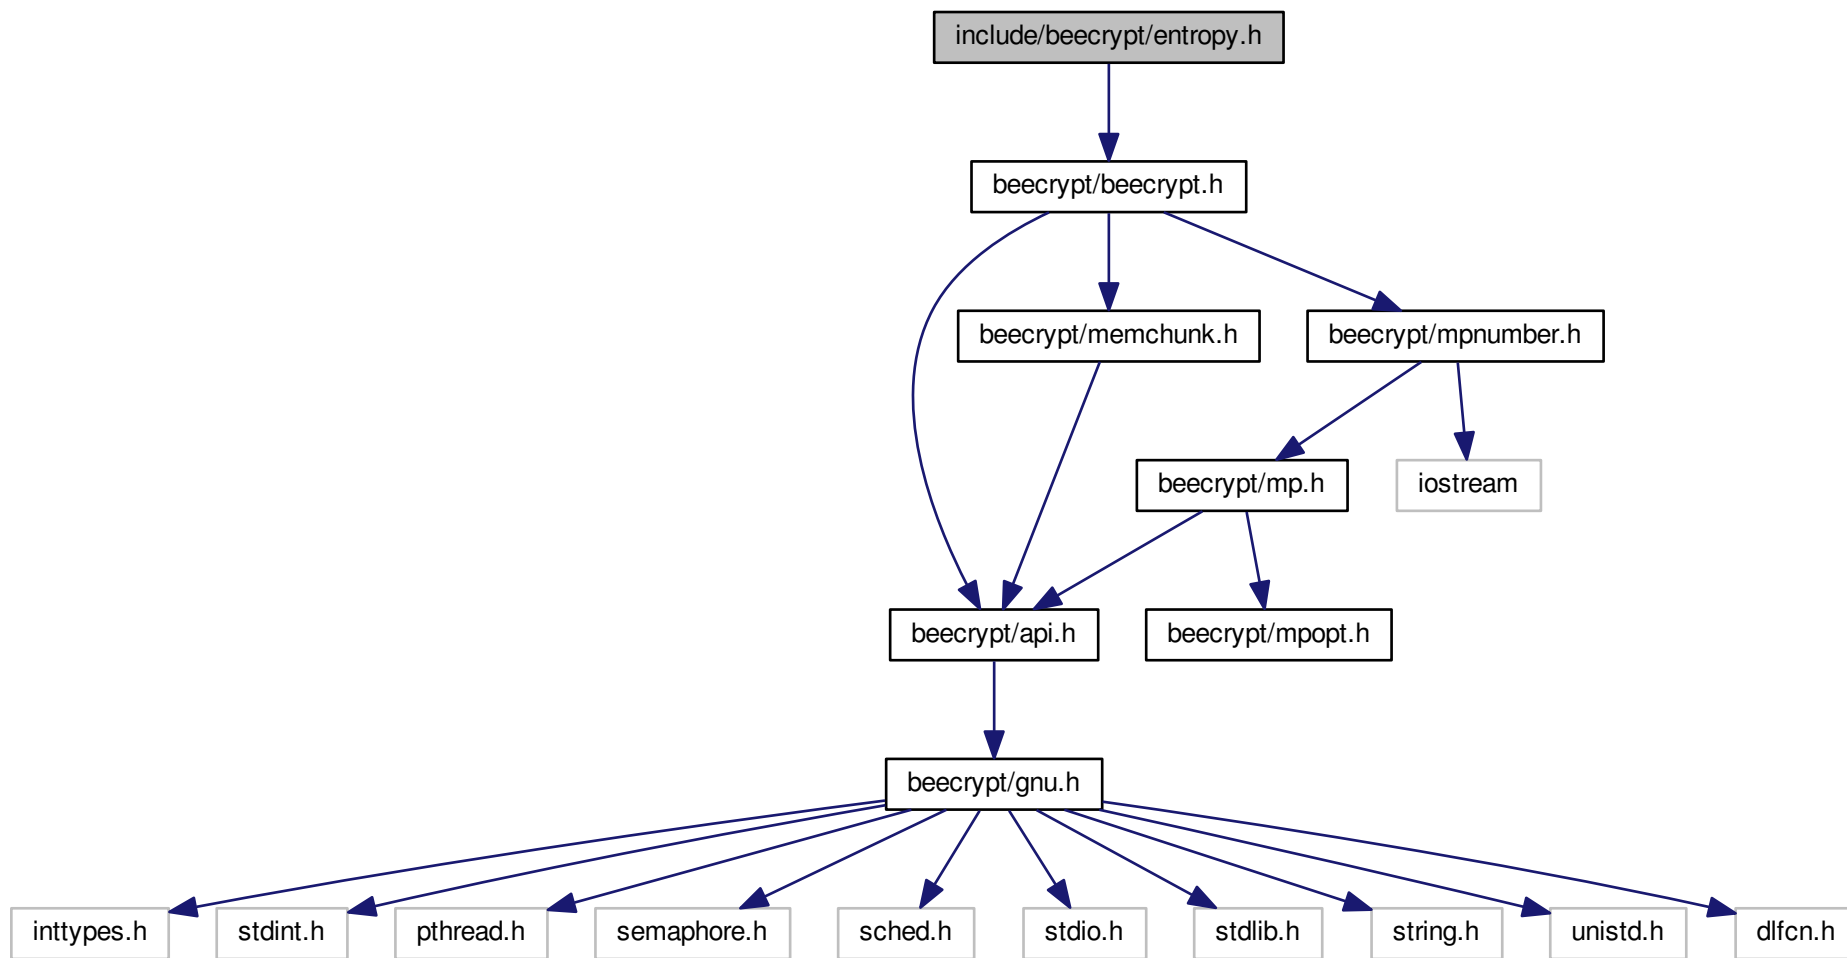 include/beecrypt/entropy.h
beecrypt/beecrypt.h
beecrypt/memchunk.h
beecrypt/mpnumber.h
beecrypt/mp.h
iostream
beecrypt/api.h
beecrypt/mpopt.h
beecrypt/gnu.h
inttypes.h
stdint.h
pthread.h
semaphore.h
sched.h
stdio.h
stdlib.h
string.h
unistd.h
dlfcn.h